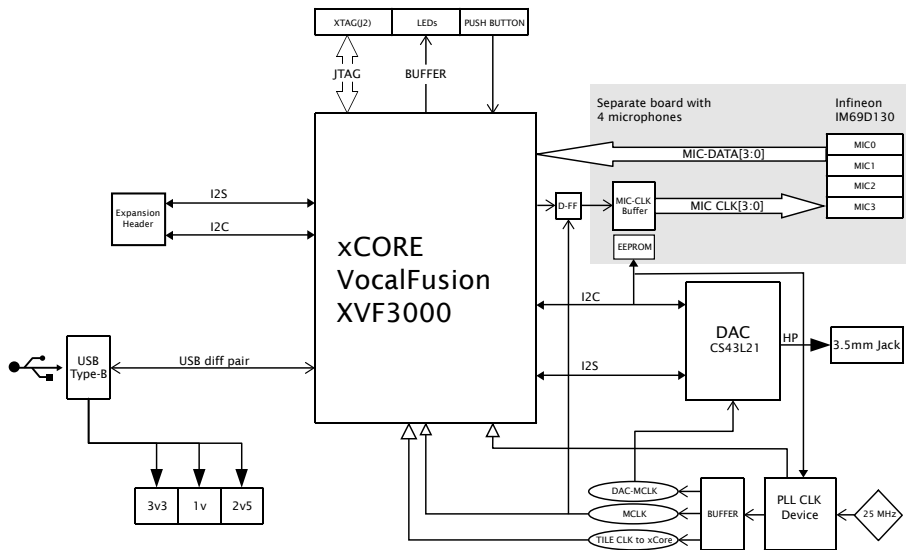 XTAG(J2)
LEDs
PUSH BUTTON
JTAG
BUFFER
Separate board with
4 microphones
Infineon
IM69D130
MIC-DATA[3:0]
MIC0
MIC1
MIC2
MIC3
I2S
Expansion
Header
I2C
D-FF
MIC-CLK
Buffer
MIC CLK[3:0]
EEPROM
xCORE
VocalFusion
XVF3000
I2C
DAC
CS43L21
HP
3.5mm Jack
USB
Type-B
USB diff pair
I2S
3v3
1v
2v5
DAC-MCLK
MCLK
TILE CLK to xCore
BUFFER
PLL CLK
Device
25 MHz